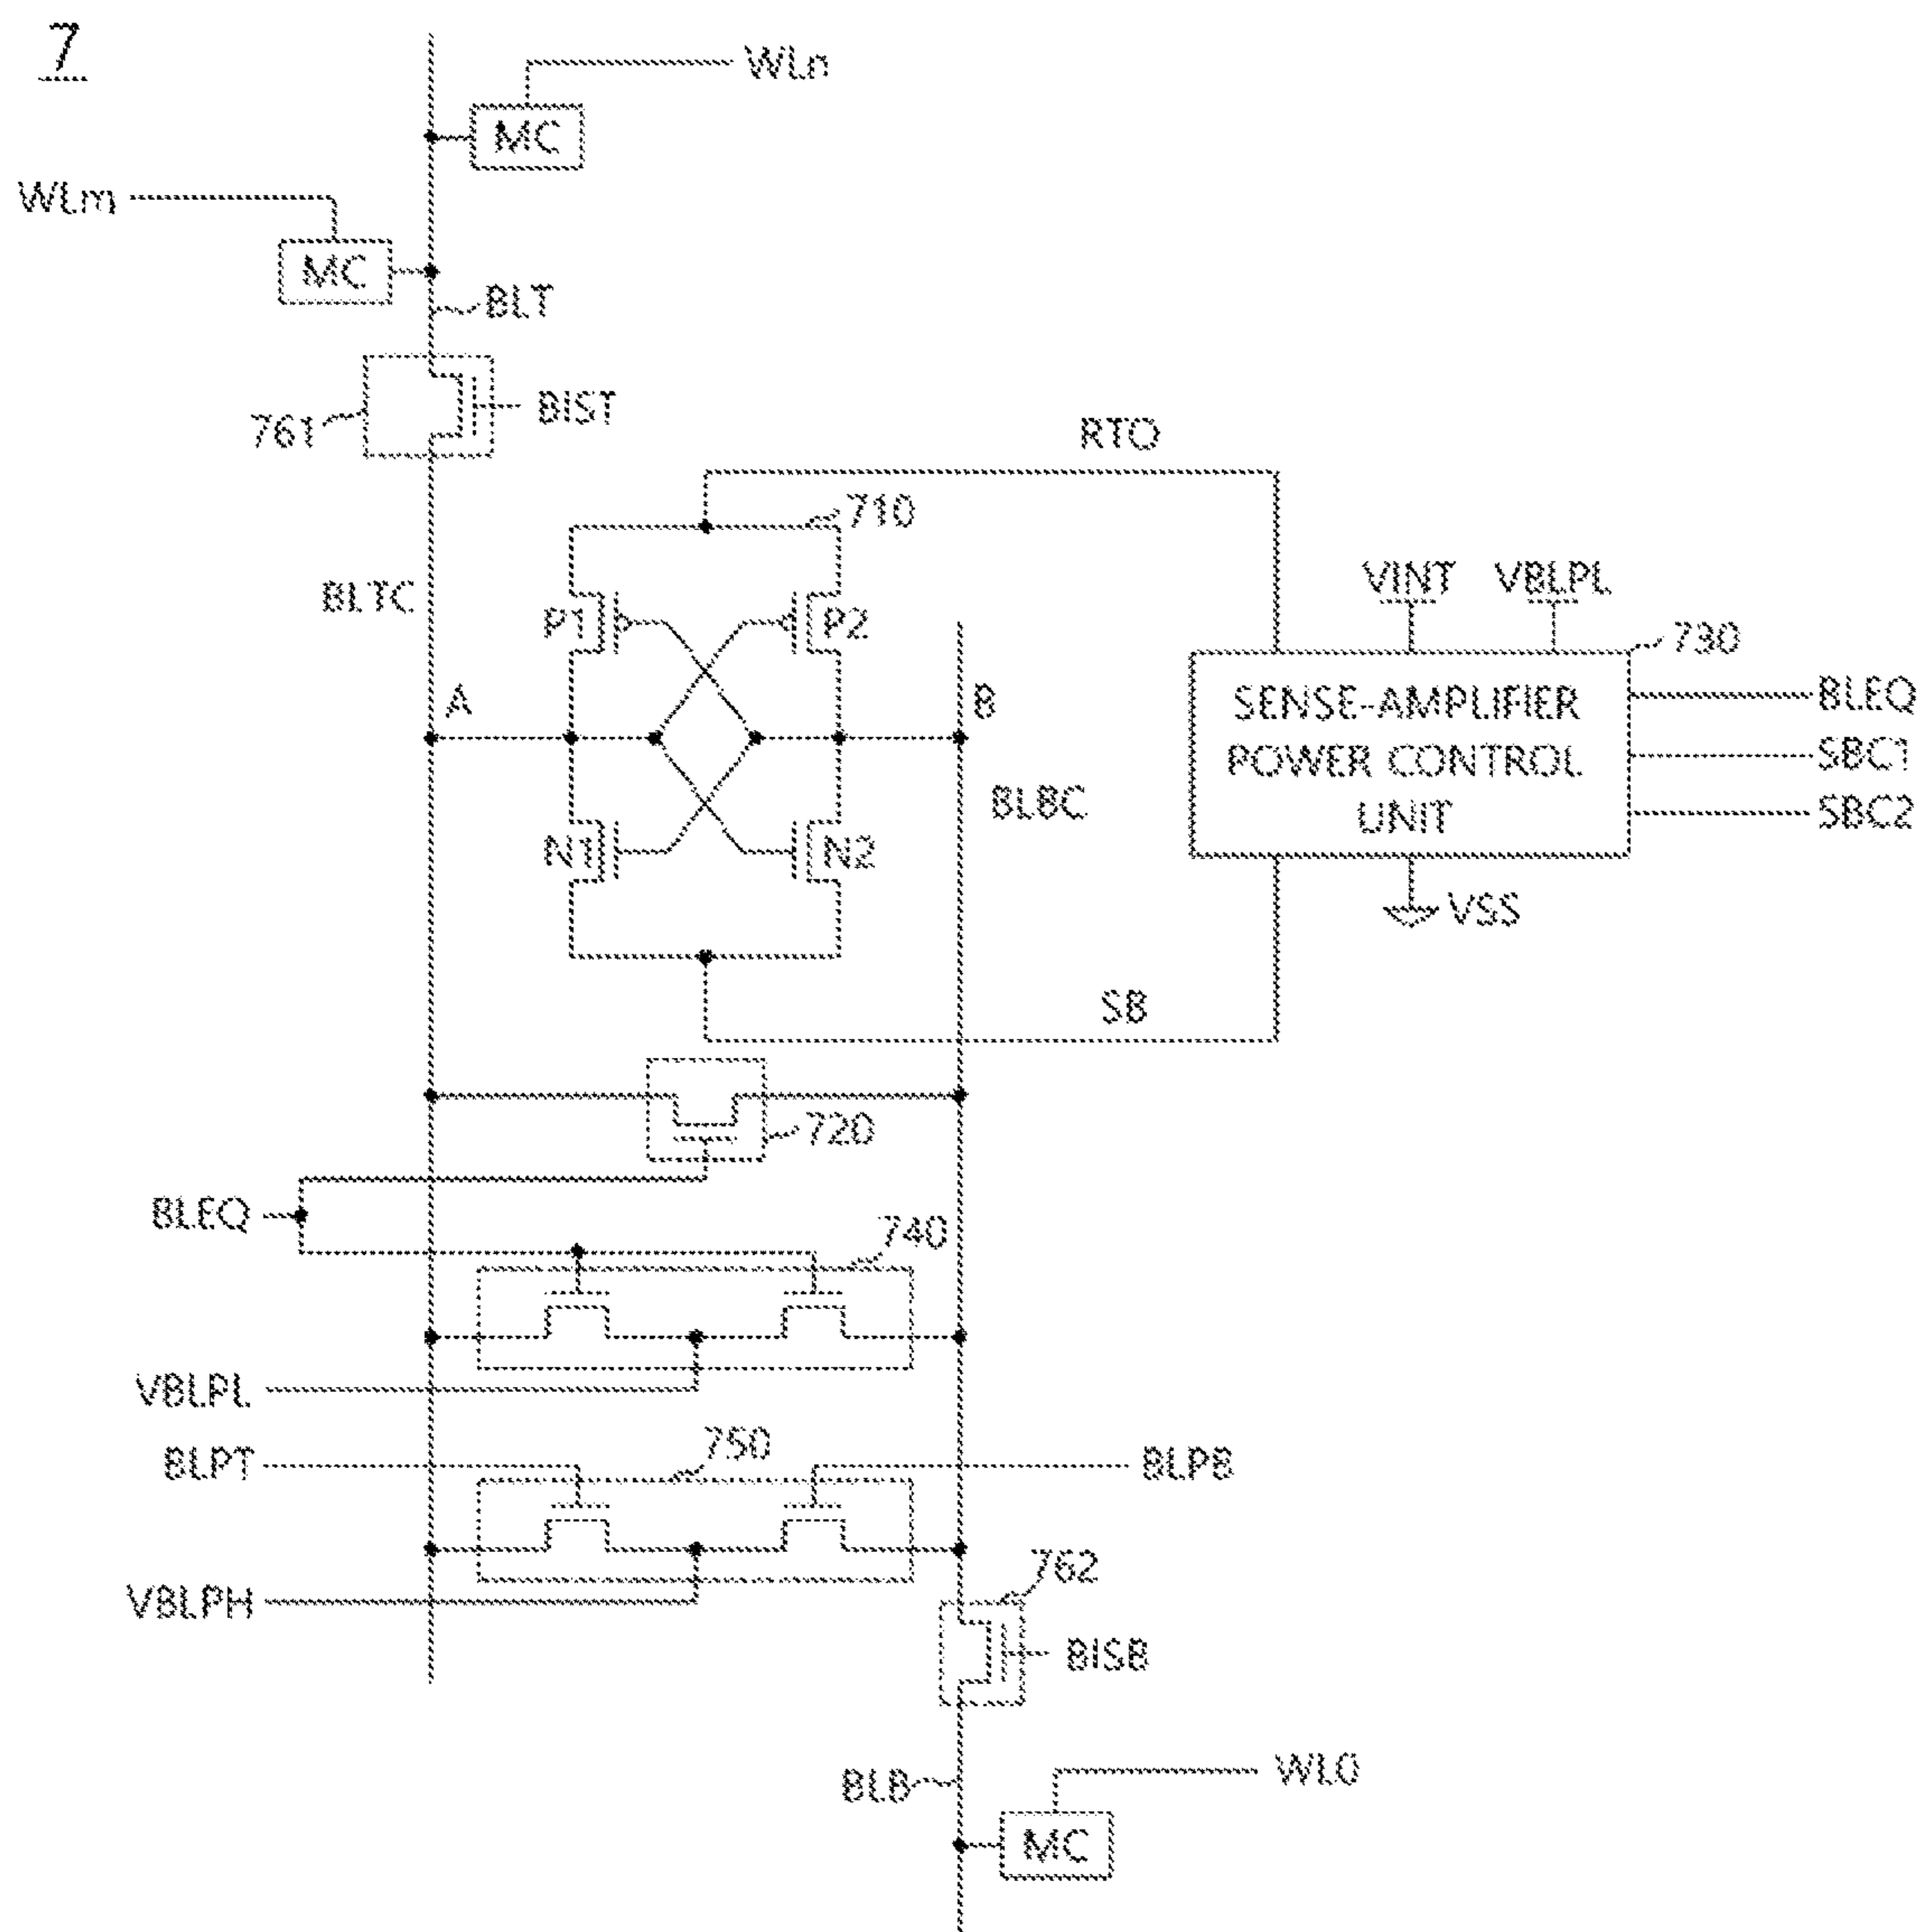 7
WLn
MC
WLm
MC
BLT
BIST
761
RTO
710
BLTC
VINT
VBLPL
P1
P2
730
A
B
SENSE-AMPLIFIER
POWER CONTROL
UNIT
BLEQ
SBC1
SBC2
BLBC
N1
N2
VSS
SB
720
BLEQ
740
VBLPL
750
BLPT
BLPB
762
VBLPH
BISB
BLB
WL0
MC